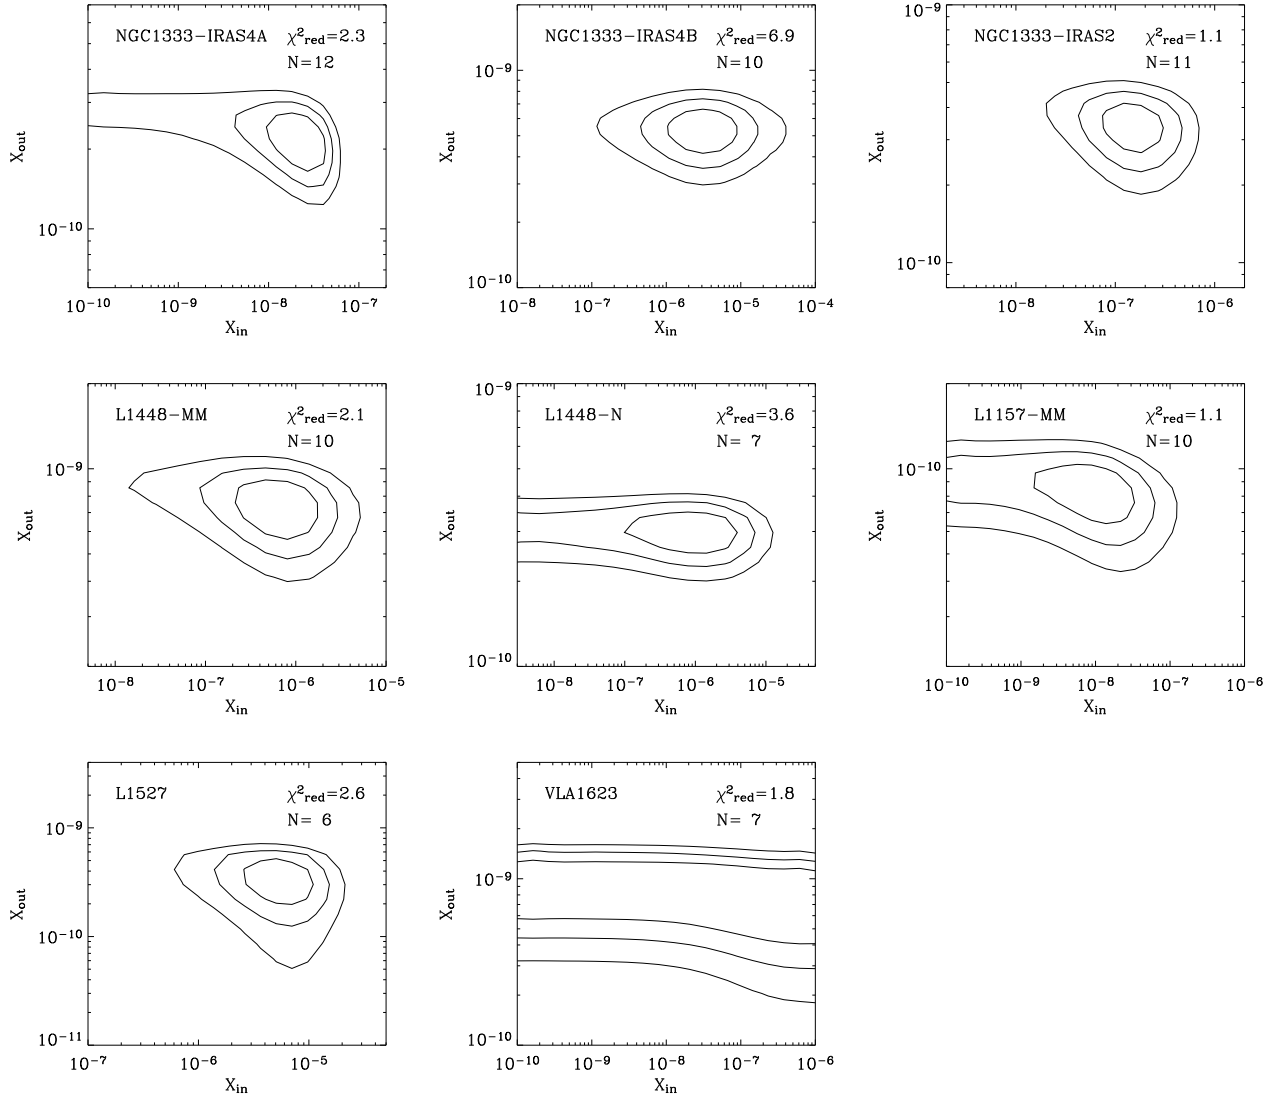 NGC1333−IRAS4A χ²red=2.3
N=12
Xout
10−10
10−10 10−9 10−8 10−7
Xin
NGC1333−IRAS4B χ²red=6.9
N=10
10−9
Xout
10−10
10−8 10−7 10−6 10−5 10−4
Xin
10−9
NGC1333−IRAS2 χ²red=1.1
N=11
Xout
10−10
10−8 10−7 10−6
Xin
L1448−MM χ²red=2.1
N=10
10−9
Xout
10−8 10−7 10−6 10−5
Xin
10−9
L1448−N χ²red=3.6
N= 7
Xout
10−10
10−8 10−7 10−6 10−5
Xin
L1157−MM χ²red=1.1
N=10
10−10
Xout
10−10 10−9 10−8 10−7 10−6
Xin
L1527 χ²red=2.6
N= 6
10−9
Xout
10−10
10−11
10−7 10−6 10−5
Xin
VLA1623 χ²red=1.8
N= 7
10−9
Xout
10−10
10−10 10−9 10−8 10−7 10−6
Xin